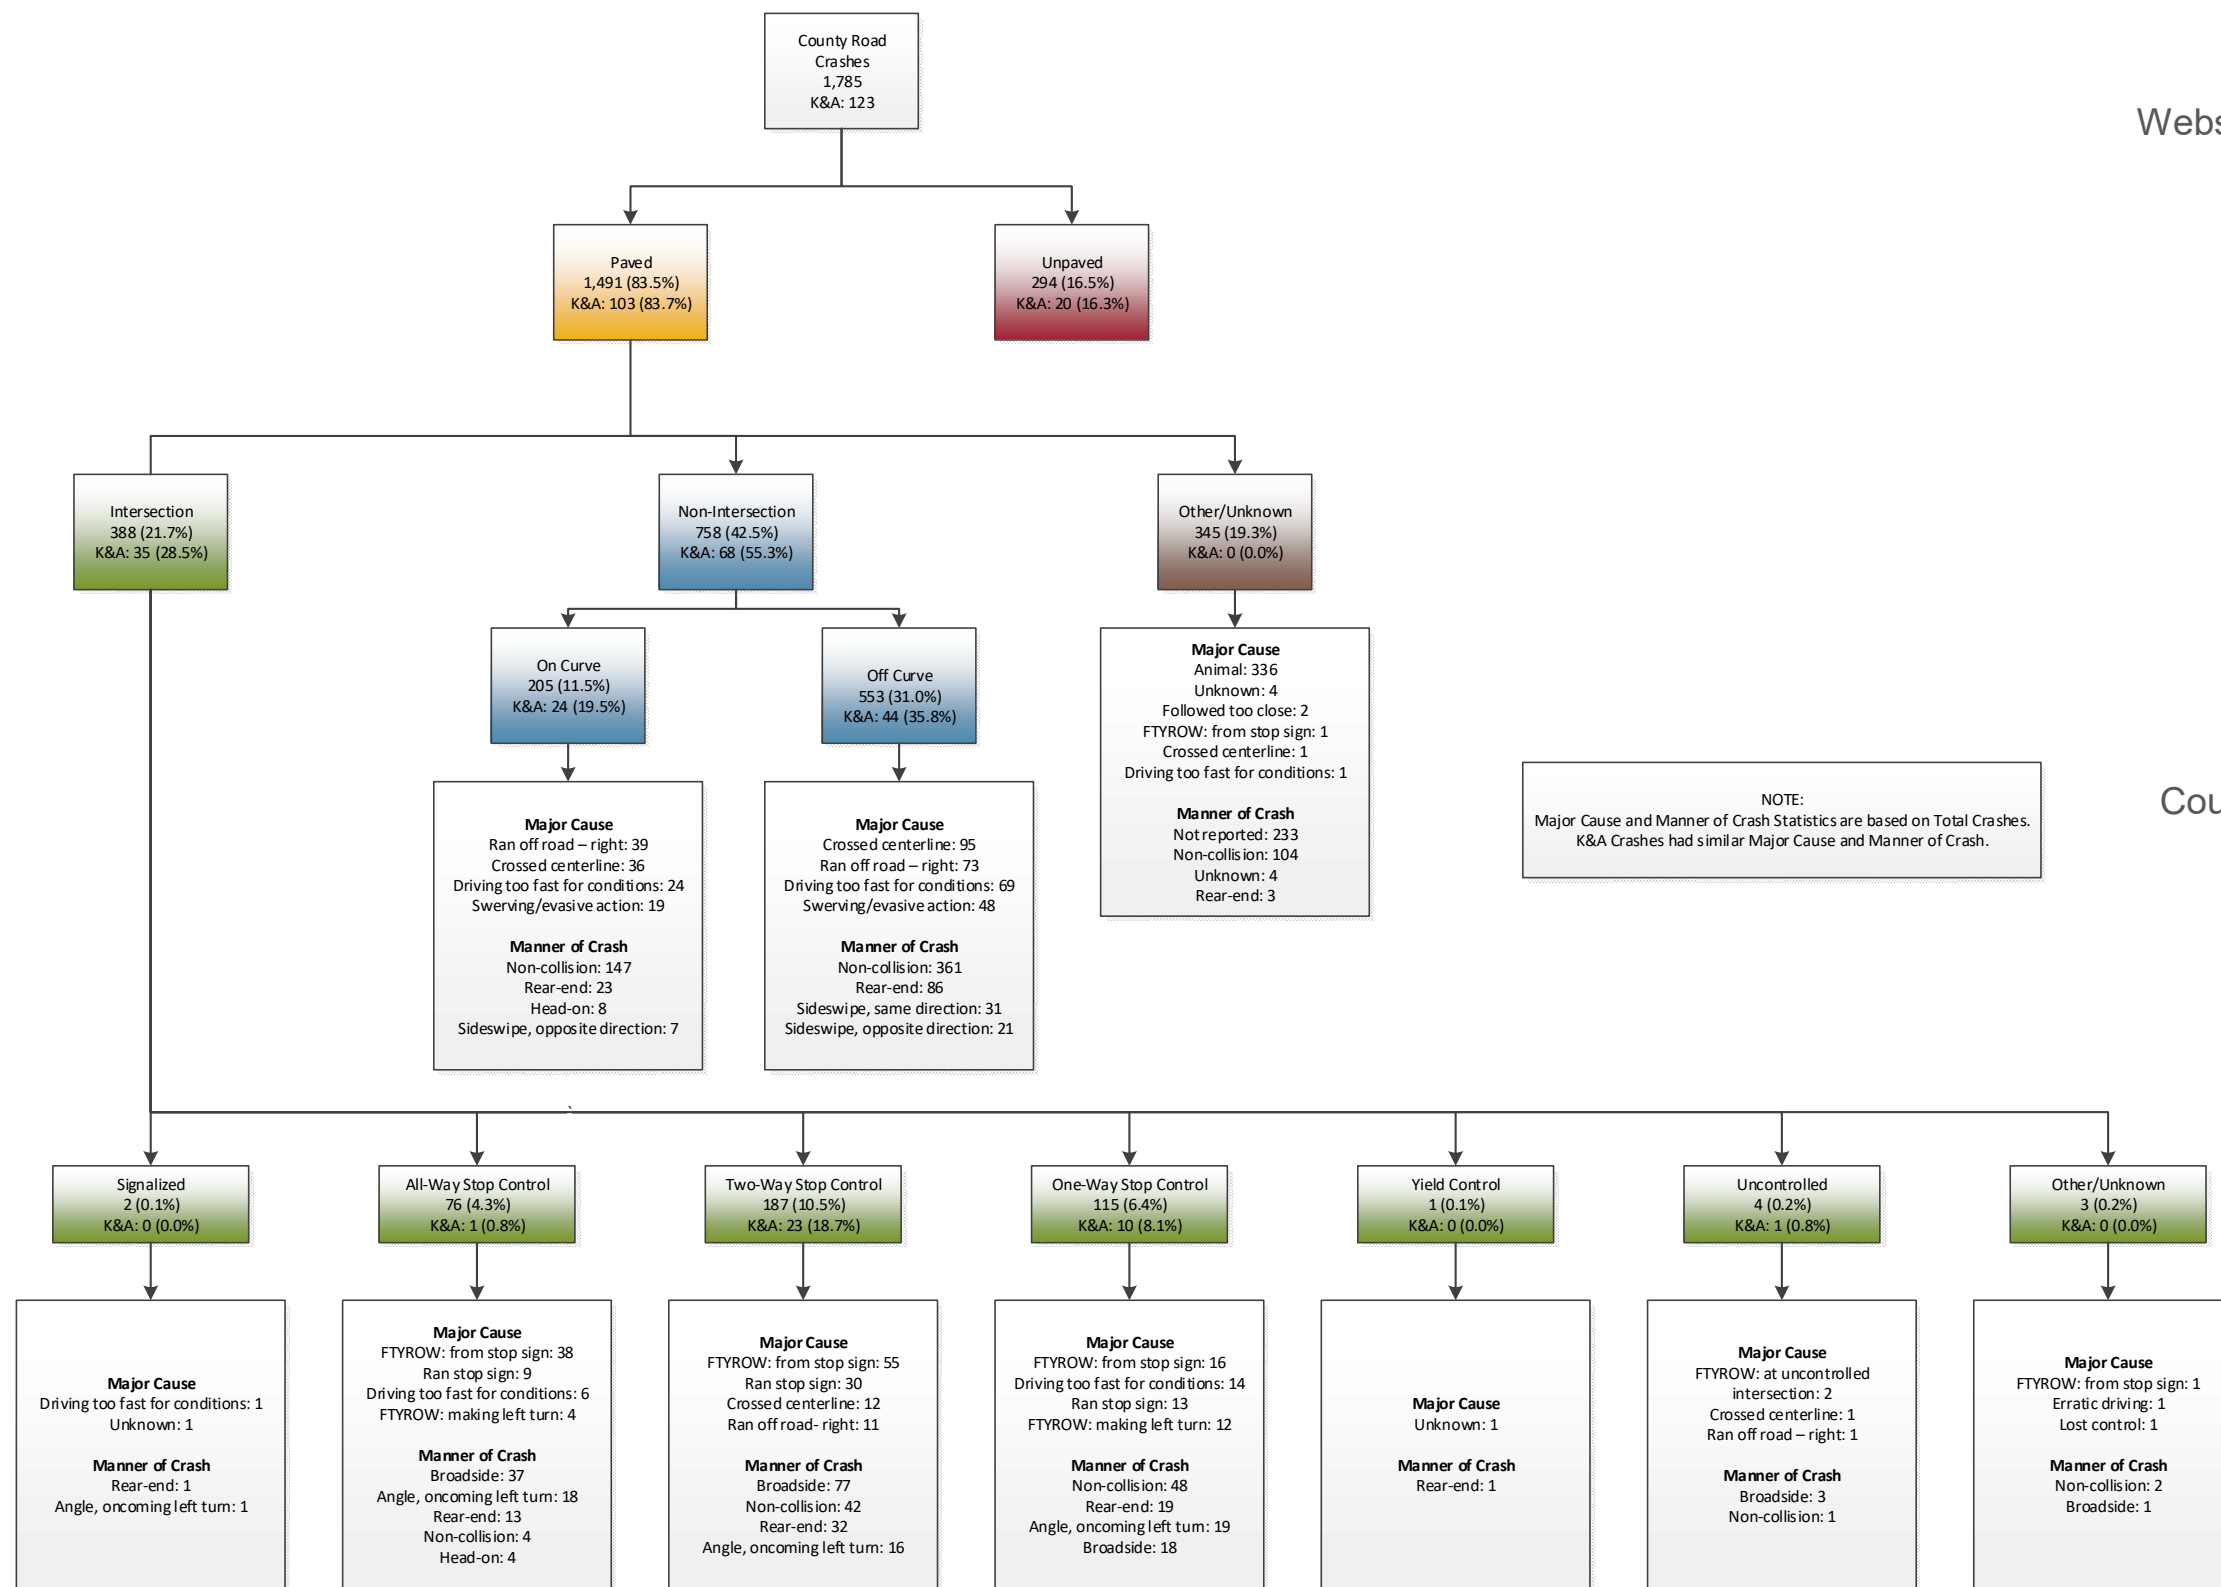 County Road
Crashes
1,785
K&A: 123
Webs
Paved
1,491 (83.5%)
K&A: 103 (83.7%)
Unpaved
294 (16.5%)
K&A: 20 (16.3%)
Intersection
388 (21.7%)
K&A: 35 (28.5%)
Non-Intersection
758 (42.5%)
K&A: 68 (55.3%)
Other/Unknown
345 (19.3%)
K&A: 0 (0.0%)
On Curve
205 (11.5%)
K&A: 24 (19.5%)
Off Curve
553 (31.0%)
K&A: 44 (35.8%)
Major Cause
Animal: 336
Unknown: 4
Followed too close: 2
FTYROW: from stop sign: 1
Crossed centerline: 1
Driving too fast for conditions: 1
Manner of Crash
Not reported: 233
Non-collision: 104
Unknown: 4
Rear-end: 3
Major Cause
Ran off road – right: 39
Crossed centerline: 36
Driving too fast for conditions: 24
Swerving/evasive action: 19
Manner of Crash
Non-collision: 147
Rear-end: 23
Head-on: 8
Sideswipe, opposite direction: 7
Major Cause
Crossed centerline: 95
Ran off road – right: 73
Driving too fast for conditions: 69
Swerving/evasive action: 48
Manner of Crash
Non-collision: 361
Rear-end: 86
Sideswipe, same direction: 31
Sideswipe, opposite direction: 21
NOTE:
Major Cause and Manner of Crash Statistics are based on Total Crashes.
K&A Crashes had similar Major Cause and Manner of Crash.
Cou
`
Signalized
2 (0.1%)
K&A: 0 (0.0%)
All-Way Stop Control
76 (4.3%)
K&A: 1 (0.8%)
Two-Way Stop Control
187 (10.5%)
K&A: 23 (18.7%)
One-Way Stop Control
115 (6.4%)
K&A: 10 (8.1%)
Yield Control
1 (0.1%)
K&A: 0 (0.0%)
Uncontrolled
4 (0.2%)
K&A: 1 (0.8%)
Other/Unknown
3 (0.2%)
K&A: 0 (0.0%)
Major Cause
Driving too fast for conditions: 1
Unknown: 1
Manner of Crash
Rear-end: 1
Angle, oncoming left turn: 1
Major Cause
FTYROW: from stop sign: 38
Ran stop sign: 9
Driving too fast for conditions: 6
FTYROW: making left turn: 4
Manner of Crash
Broadside: 37
Angle, oncoming left turn: 18
Rear-end: 13
Non-collision: 4
Head-on: 4
Major Cause
FTYROW: from stop sign: 55
Ran stop sign: 30
Crossed centerline: 12
Ran off road- right: 11
Manner of Crash
Broadside: 77
Non-collision: 42
Rear-end: 32
Angle, oncoming left turn: 16
Major Cause
FTYROW: from stop sign: 16
Driving too fast for conditions: 14
Ran stop sign: 13
FTYROW: making left turn: 12
Manner of Crash
Non-collision: 48
Rear-end: 19
Angle, oncoming left turn: 19
Broadside: 18
Major Cause
Unknown: 1
Manner of Crash
Rear-end: 1
Major Cause
FTYROW: at uncontrolled
intersection: 2
Crossed centerline: 1
Ran off road – right: 1
Manner of Crash
Broadside: 3
Non-collision: 1
Major Cause
FTYROW: from stop sign: 1
Erratic driving: 1
Lost control: 1
Manner of Crash
Non-collision: 2
Broadside: 1